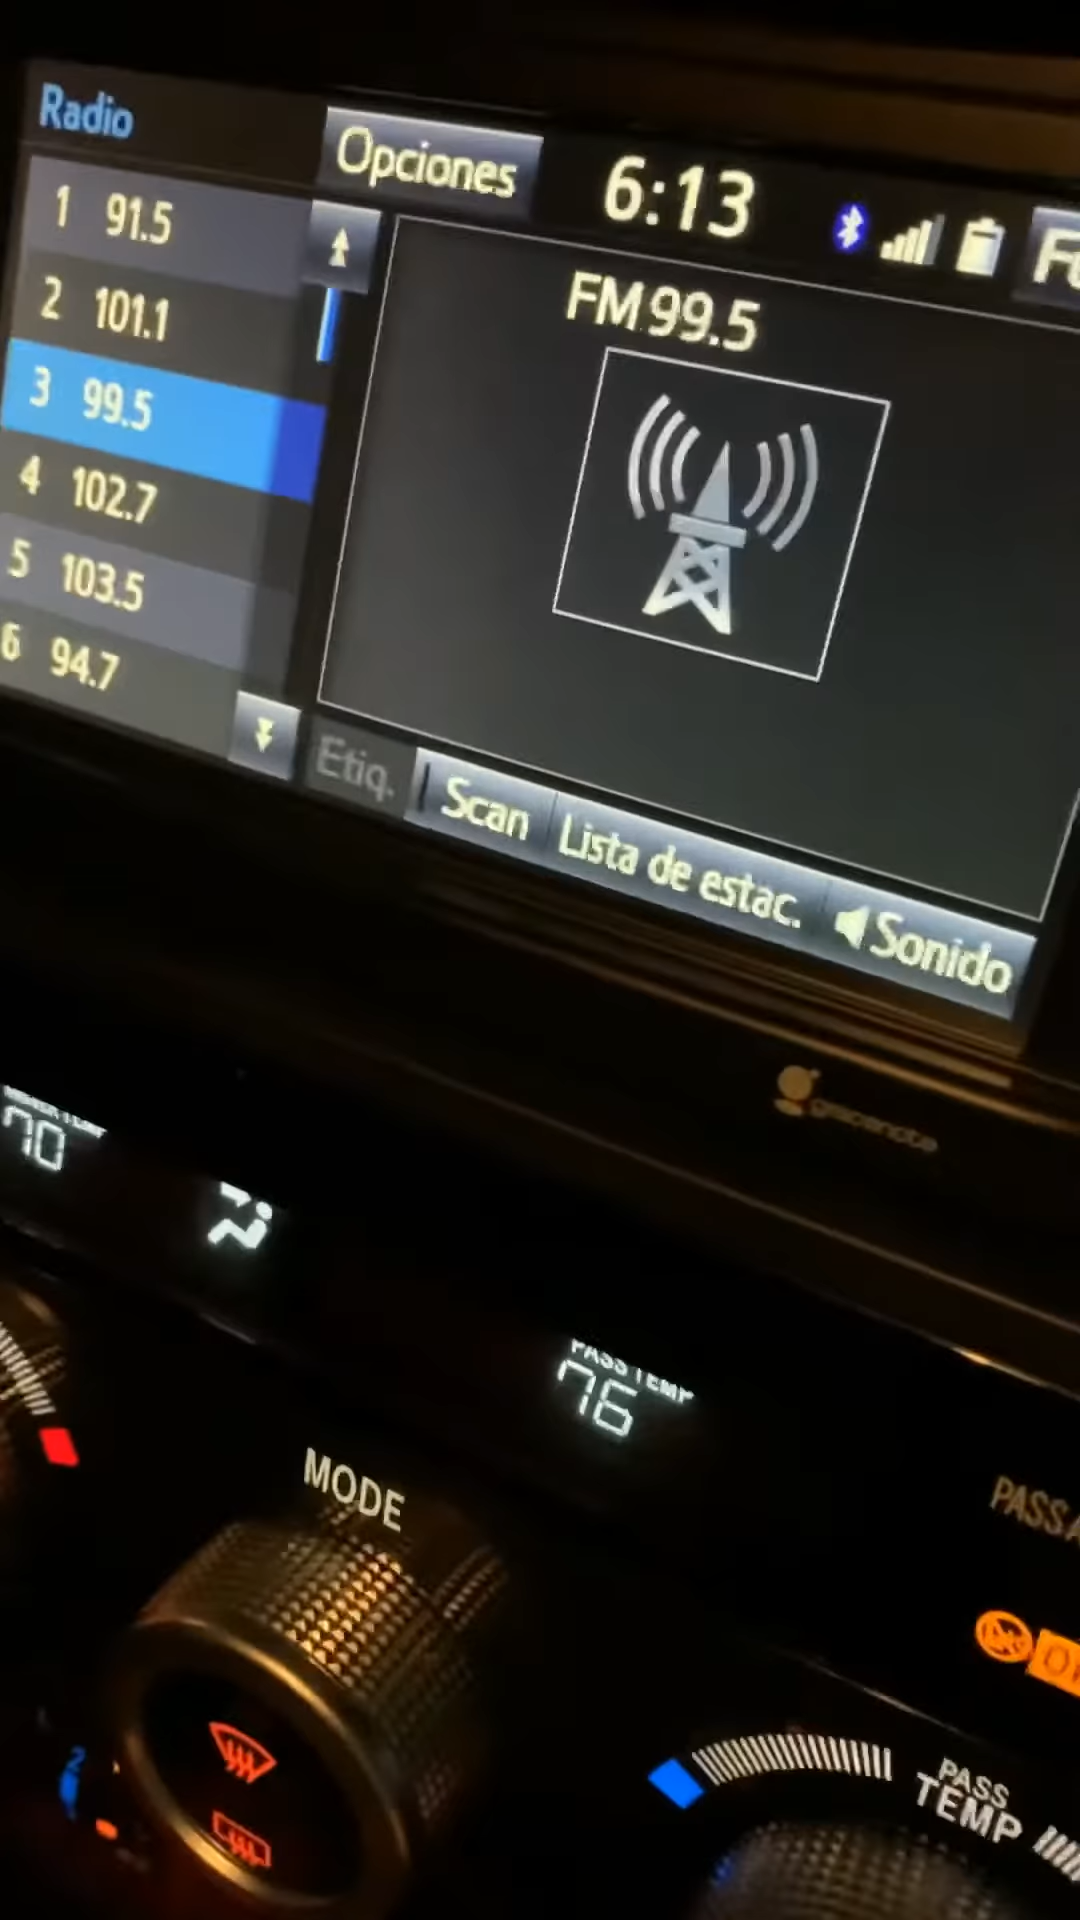 Radio
Opciones
6:13
1 91.5
2 101.1
3 99.5
4 102.7
5 103.5
6 94.7
FM 99.5
Etiq.
Scan
Lista de estac.
Sonido
gracenote
70
PASS TEMP
76
MODE
PASS
TEMP
2